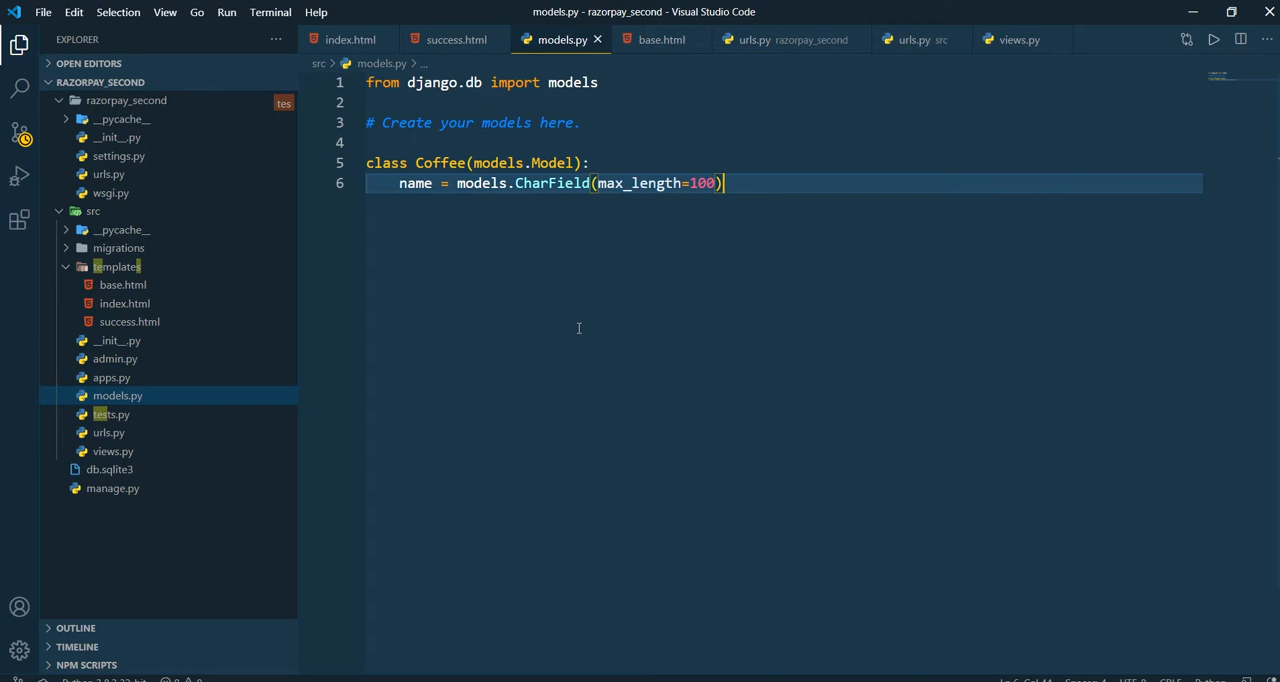 File Edit Selection View Go Run Terminal Help models.py - razorpay_second - Visual Studio Code
EXPLORER ···
index.html success.html models.py base.html urls.py razorpay_second urls.py src views.py ···
OPEN EDITORS
src > models.py > ...
RAZORPAY_SECOND
razorpay_second tes
__pycache__
__init__.py
settings.py
urls.py
wsgi.py
src
__pycache__
migrations
templates
base.html
index.html
success.html
__init__.py
admin.py
apps.py
models.py
tests.py
urls.py
views.py
db.sqlite3
manage.py
OUTLINE
TIMELINE
NPM SCRIPTS
1 from django.db import models
2
3 # Create your models here.
4
5 class Coffee(models.Model):
6 name = models.CharField(max_length=100)